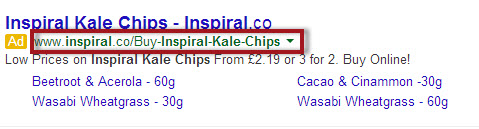 Inspiral Kale Chips - Inspiral.co
Ad www.inspiral.co/Buy-Inspiral-Kale-Chips
Low Prices on Inspiral Kale Chips From £2.19 or 3 for 2. Buy Online!
Beetroot & Acerola - 60g Cacao & Cinammon -30g
Wasabi Wheatgrass - 30g Wasabi Wheatgrass - 60g